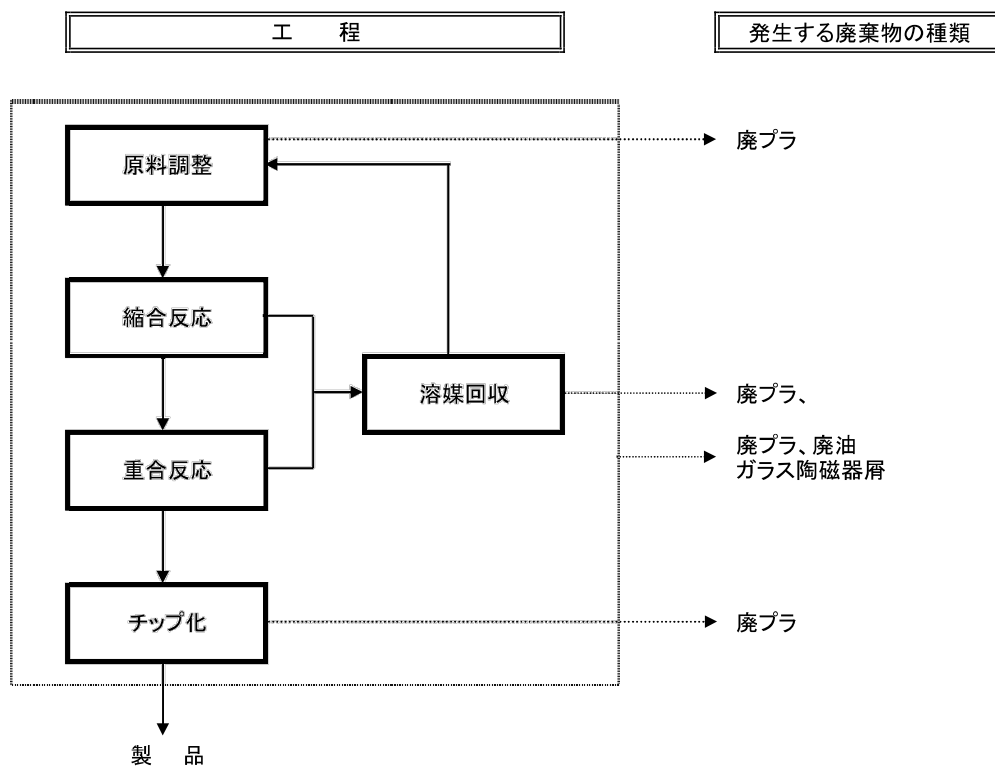 工　　程
発生する廃棄物の種類
廃プラ
原料調整
縮合反応
溶媒回収
廃プラ、
廃プラ、廃油
ガラス陶磁器屑
重合反応
チップ化
廃プラ
製　品